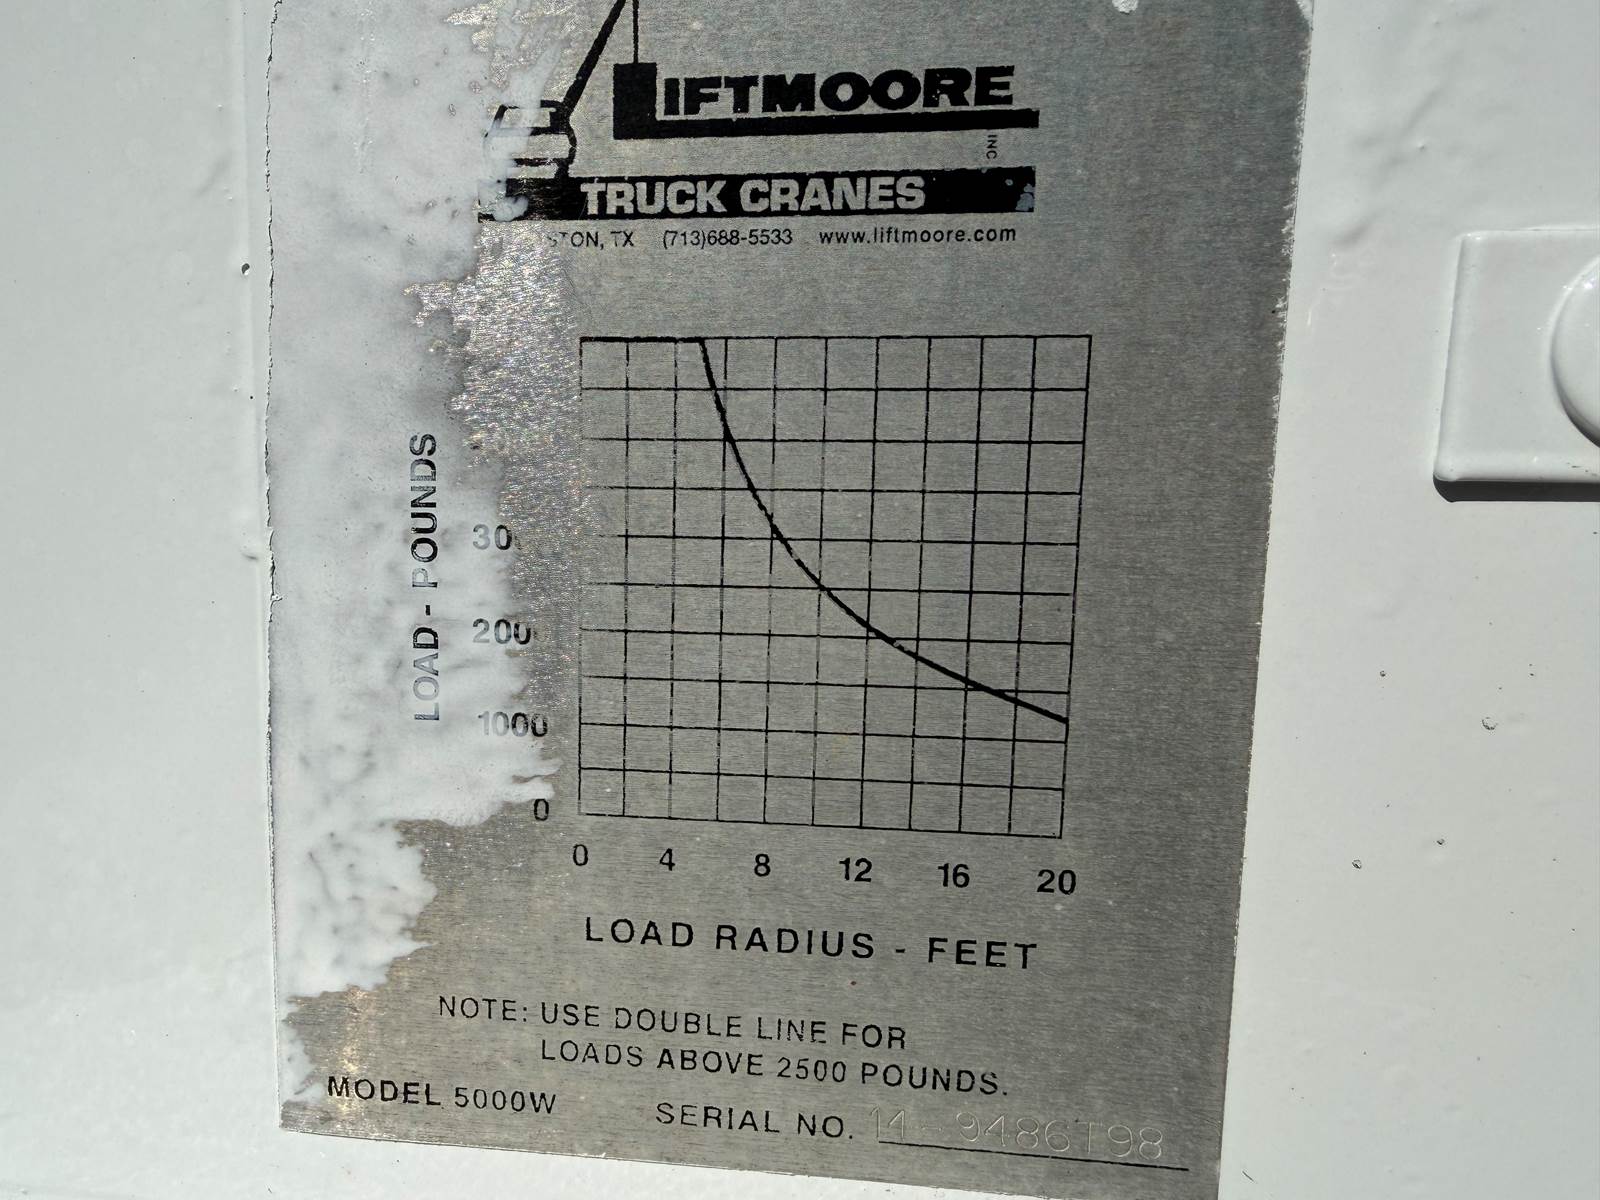 LIFTMOORE
INC
TRUCK CRANES
STON, TX (713)688-5533 www.liftmoore.com
LOAD - POUNDS
30
200
1000
0
0 4 8 12 16 20
LOAD RADIUS - FEET
NOTE: USE DOUBLE LINE FOR
LOADS ABOVE 2500 POUNDS.
MODEL 5000W
SERIAL NO. 14-9486T98